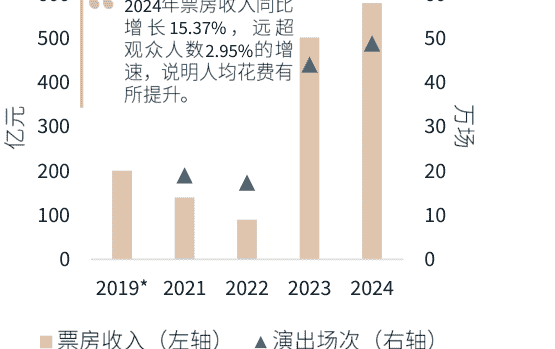 2024年票房收入同比
增长15.37%，远超
观众人数2.95%的增
速，说明人均花费有
所提升。
500
400
300
200
100
0
亿元
50
40
30
20
10
0
万场
2019* 2021 2022 2023 2024
票房收入（左轴） 演出场次（右轴）